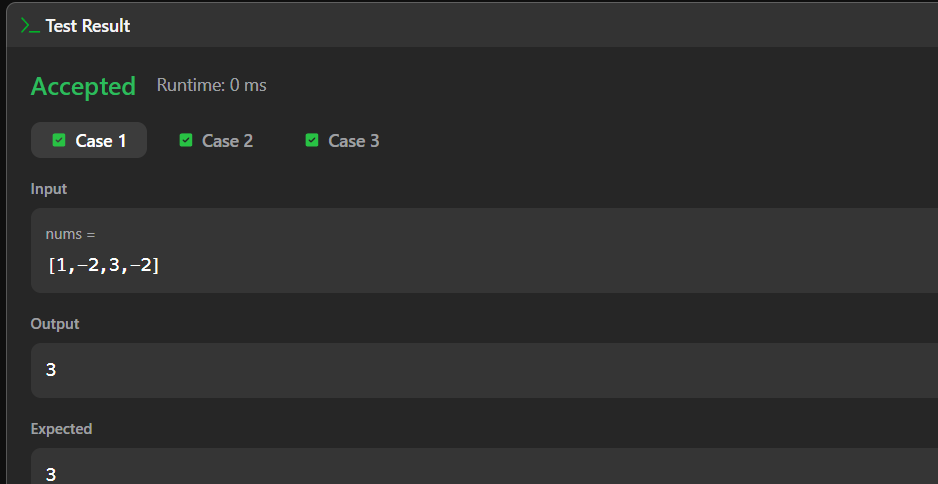 >_ Test Result
Accepted Runtime: 0 ms
Case 1 Case 2 Case 3
Input
nums =
[1,-2,3,-2]
Output
3
Expected
3